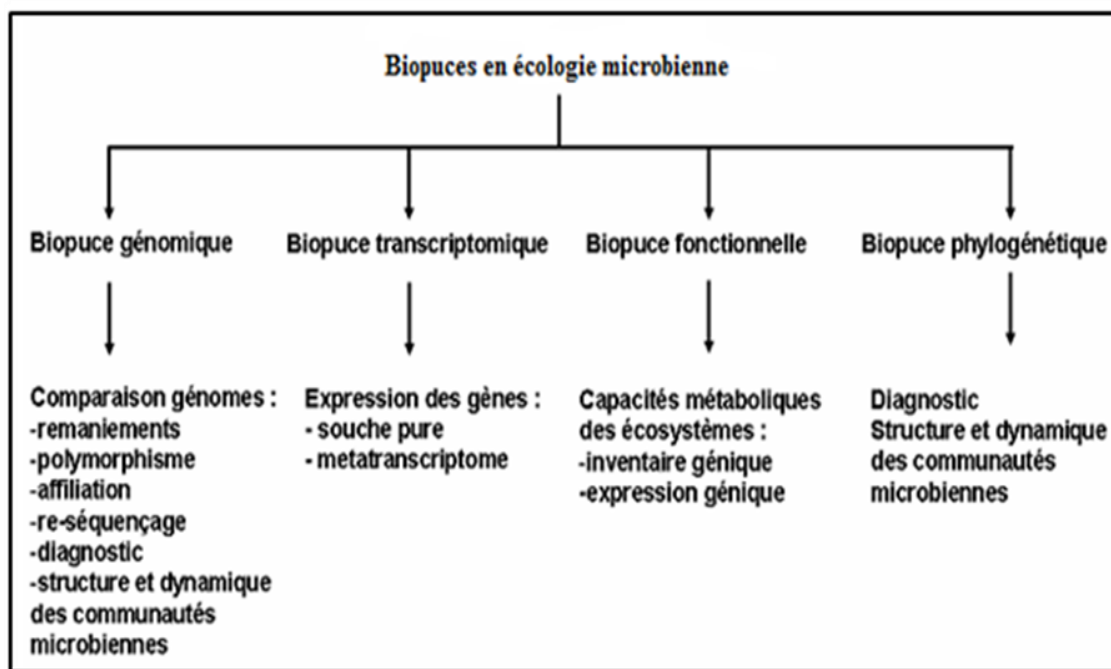 Biopuces en écologie microbienne
Biopuce génomique
Biopuce transcriptomique
Biopuce fonctionnelle
Biopuce phylogénétique
Comparaison génomes :
-remaniements
-polymorphisme
-affiliation
-re-séquençage
-diagnostic
-structure et dynamique
des communautés
microbiennes
Expression des gènes :
- souche pure
- metatranscriptome
Capacités métaboliques
des écosystèmes :
-inventaire génique
-expression génique
Diagnostic
Structure et dynamique
des communautés
microbiennes